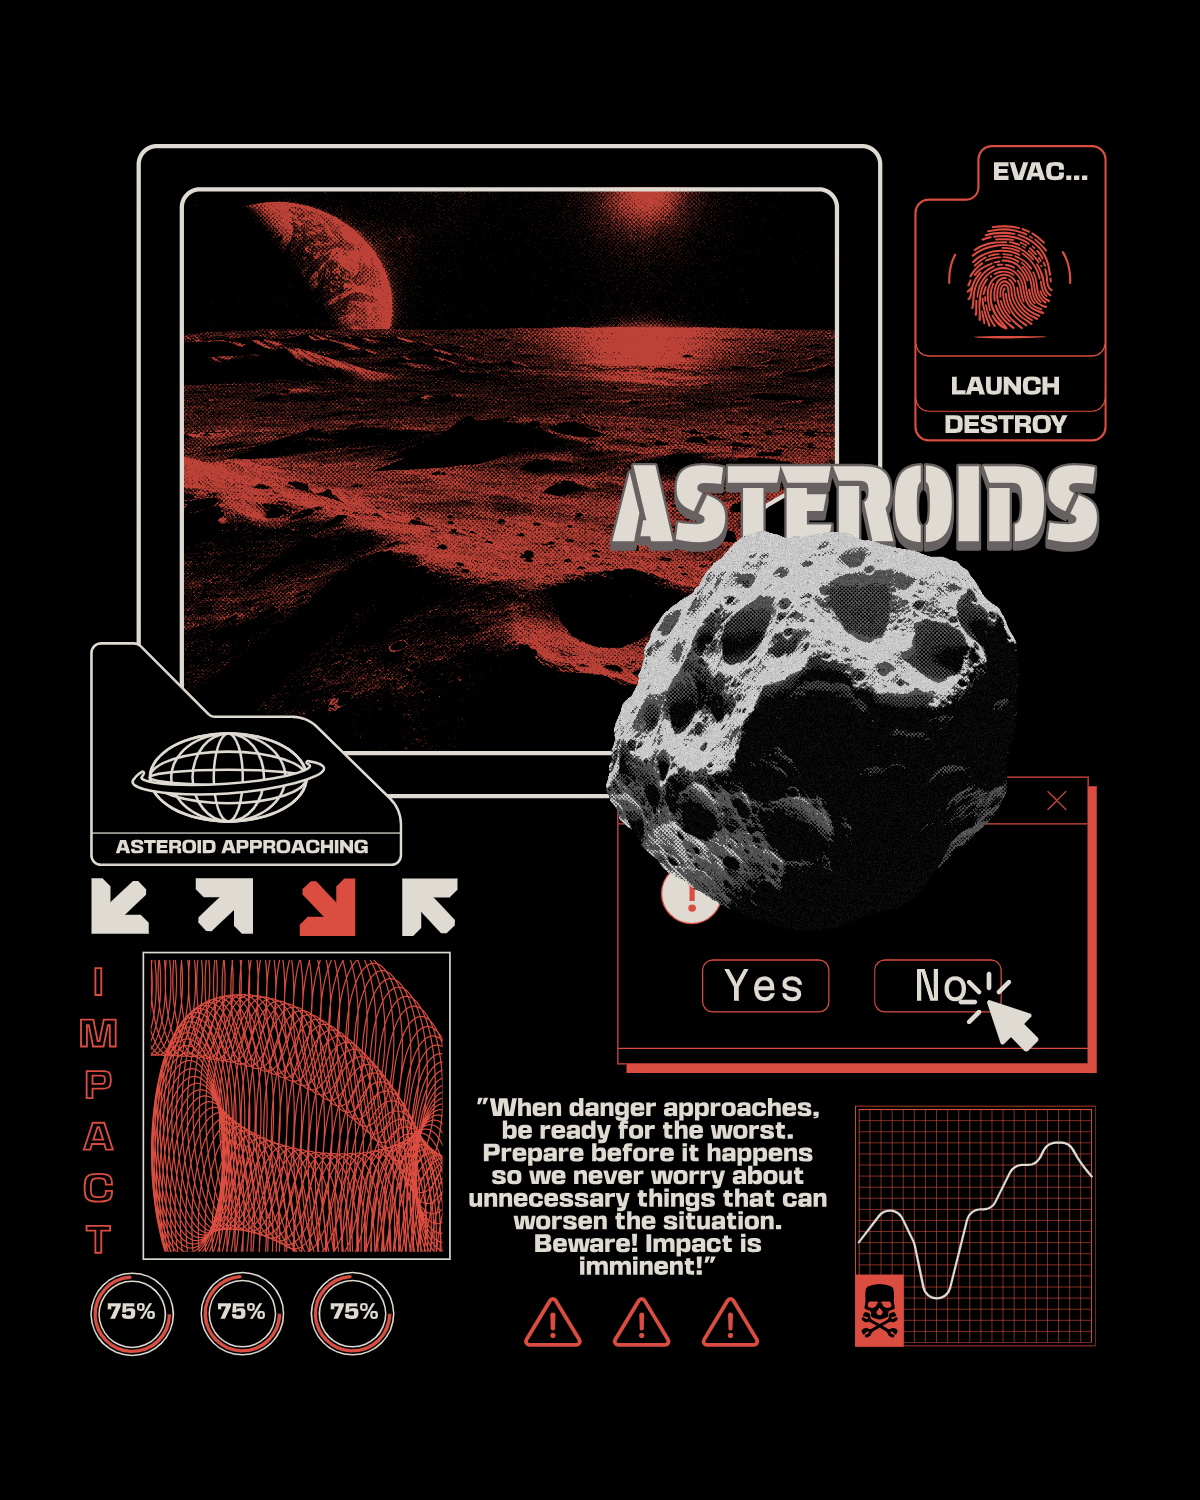 EVAC...
LAUNCH
DESTROY
ASTEROIDS
ASTEROID APPROACHING
!
Yes
No
I
M
P
A
C
T
75%
75%
75%
"When danger approaches,
be ready for the worst.
Prepare before it happens
so we never worry about
unnecessary things that can
worsen the situation.
Beware! Impact is
imminent!"
! ! !